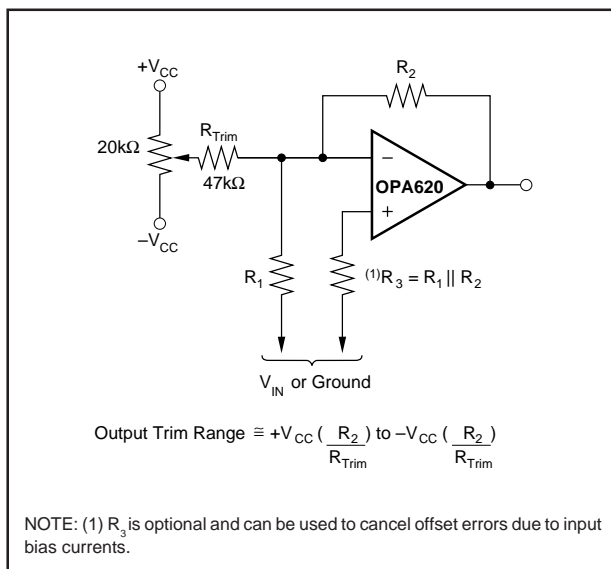 +VCC
R2
RTrim
20kΩ
47kΩ
–
OPA620
+
–VCC
R1
(1)R3 = R1 || R2
VIN or Ground
Output Trim Range ≅ +VCC ( R2 / RTrim ) to –VCC ( R2 / RTrim )
NOTE: (1) R3 is optional and can be used to cancel offset errors due to input
bias currents.